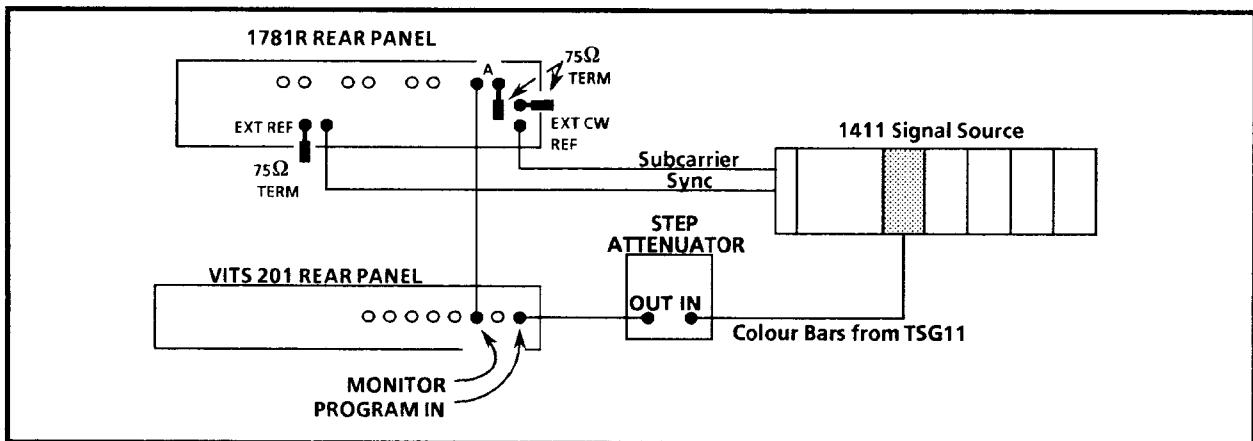 1781R REAR PANEL
A
75Ω
TERM
EXT REF
EXT CW
REF
75Ω
TERM
1411 Signal Source
Subcarrier
Sync
STEP
ATTENUATOR
VITS 201 REAR PANEL
OUT IN
Colour Bars from TSG11
MONITOR
PROGRAM IN